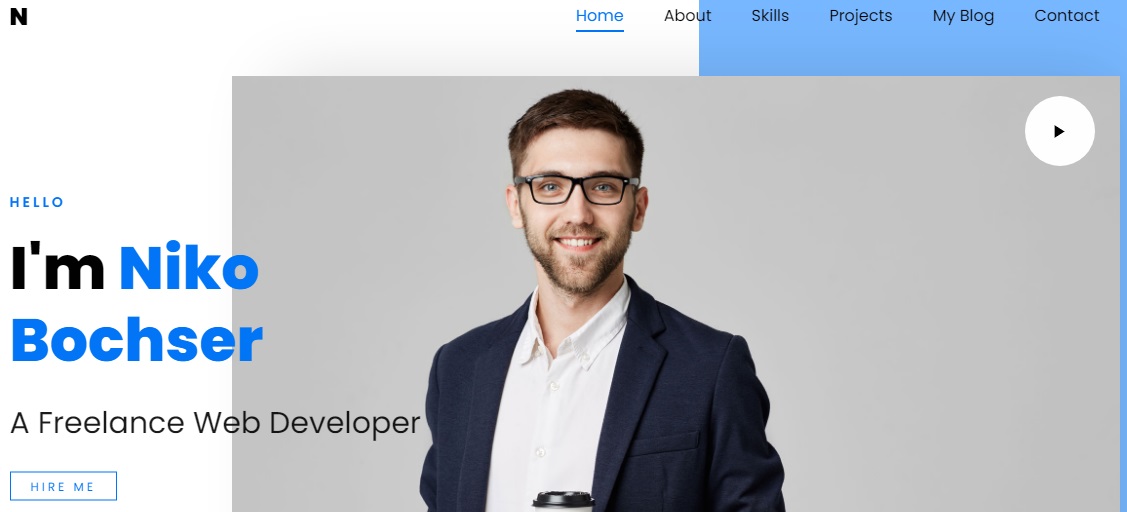 N
Home About Skills Projects My Blog Contact
HELLO
I'm Niko
Bochser
A Freelance Web Developer
HIRE ME